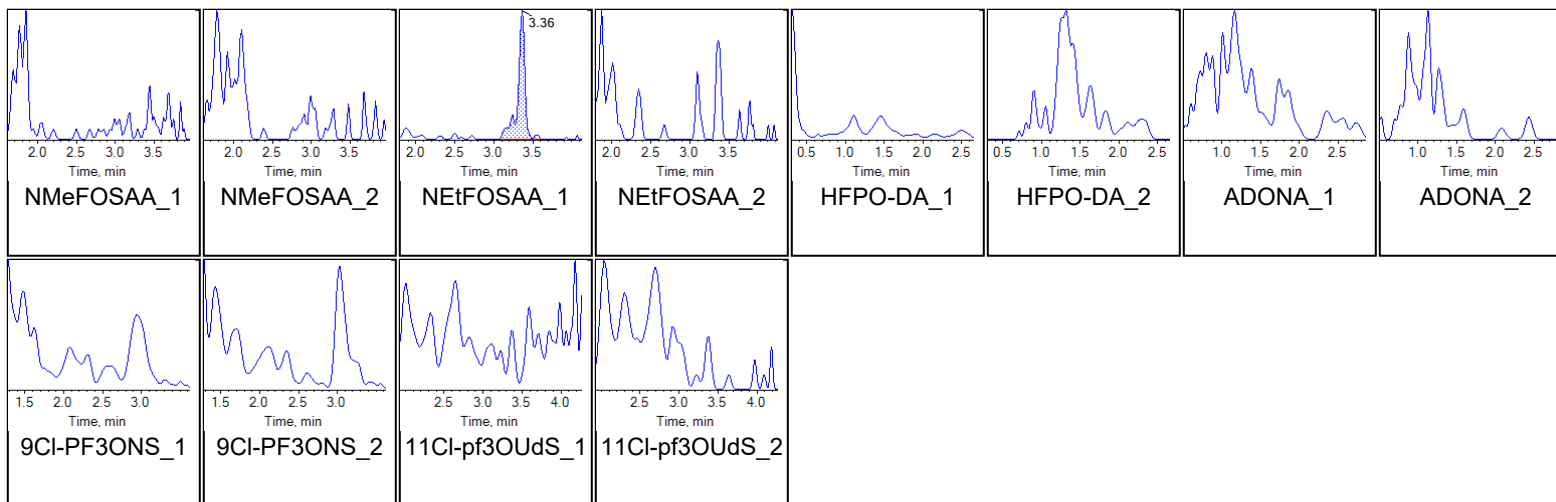 3.36
2.0 2.5 3.0 3.5
2.0 2.5 3.0 3.5
2.0 2.5 3.0 3.5
2.0 2.5 3.0 3.5
0.5 1.0 1.5 2.0 2.5
0.5 1.0 1.5 2.0 2.5
1.0 1.5 2.0 2.5
1.0 1.5 2.0 2.5
Time, min
Time, min
Time, min
Time, min
Time, min
Time, min
Time, min
Time, min
NMeFOSAA_1
NMeFOSAA_2
NEtFOSAA_1
NEtFOSAA_2
HFPO-DA_1
HFPO-DA_2
ADONA_1
ADONA_2
1.5 2.0 2.5 3.0
1.5 2.0 2.5 3.0
2.5 3.0 3.5 4.0
2.5 3.0 3.5 4.0
Time, min
Time, min
Time, min
Time, min
9Cl-PF3ONS_1
9Cl-PF3ONS_2
11Cl-pf3OUdS_1
11Cl-pf3OUdS_2